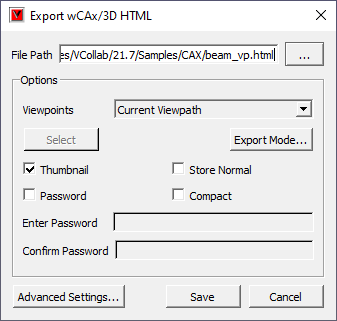 Export wCAx/3D HTML
File Path es/VCollab/21.7/Samples/CAX/beam_vp.html ...
Options
Viewpoints Current Viewpath
Select Export Mode...
Thumbnail Store Normal
Password Compact
Enter Password
Confirm Password
Advanced Settings... Save Cancel